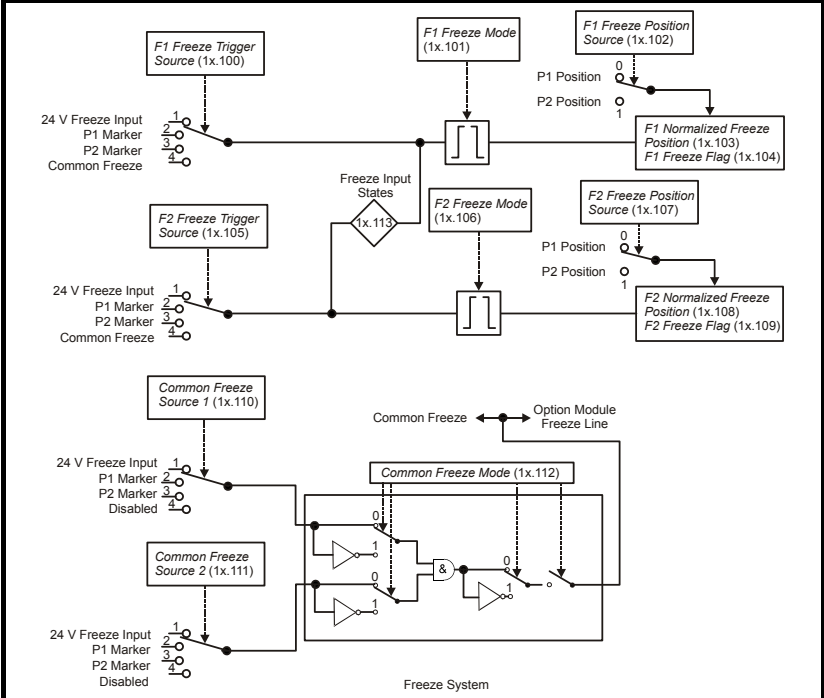 F1 Freeze Trigger
Source (1x.100)
F1 Freeze Mode
(1x.101)
F1 Freeze Position
Source (1x.102)
0
P1 Position
P2 Position
1
24 V Freeze Input 1
P1 Marker 2
P2 Marker 3
Common Freeze 4
F1 Normalized Freeze
Position (1x.103)
F1 Freeze Flag (1x.104)
Freeze Input
States
1x.113
F2 Freeze Trigger
Source (1x.105)
F2 Freeze Mode
(1x.106)
F2 Freeze Position
Source (1x.107)
0
P1 Position
P2 Position
1
24 V Freeze Input 1
P1 Marker 2
P2 Marker 3
Common Freeze 4
F2 Normalized Freeze
Position (1x.108)
F2 Freeze Flag (1x.109)
Common Freeze
Source 1 (1x.110)
Common Freeze
Option Module
Freeze Line
24 V Freeze Input 1
P1 Marker 2
P2 Marker 3
Disabled 4
Common Freeze Mode (1x.112)
0
1
0
1
&
0
1
Common Freeze
Source 2 (1x.111)
24 V Freeze Input 1
P1 Marker 2
P2 Marker 3
Disabled 4
Freeze System